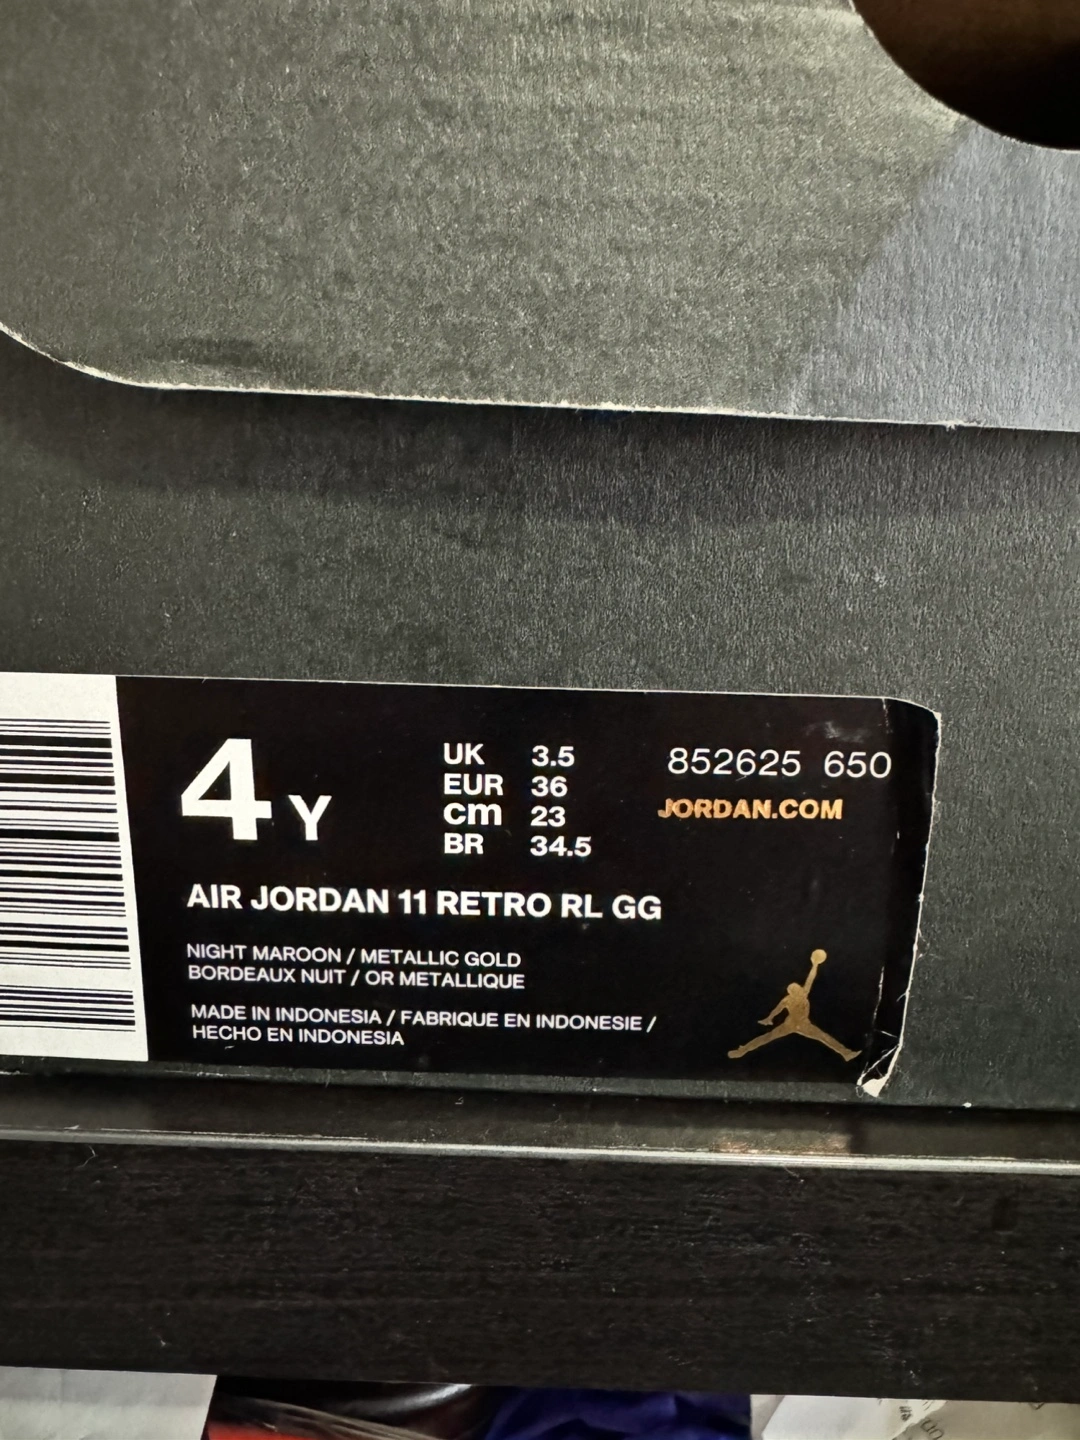 4 Y
UK 3.5
EUR 36
cm 23
BR 34.5
852625 650
JORDAN.COM
AIR JORDAN 11 RETRO RL GG
NIGHT MAROON / METALLIC GOLD
BORDEAUX NUIT / OR METALLIQUE
MADE IN INDONESIA / FABRIQUE EN INDONESIE /
HECHO EN INDONESIA